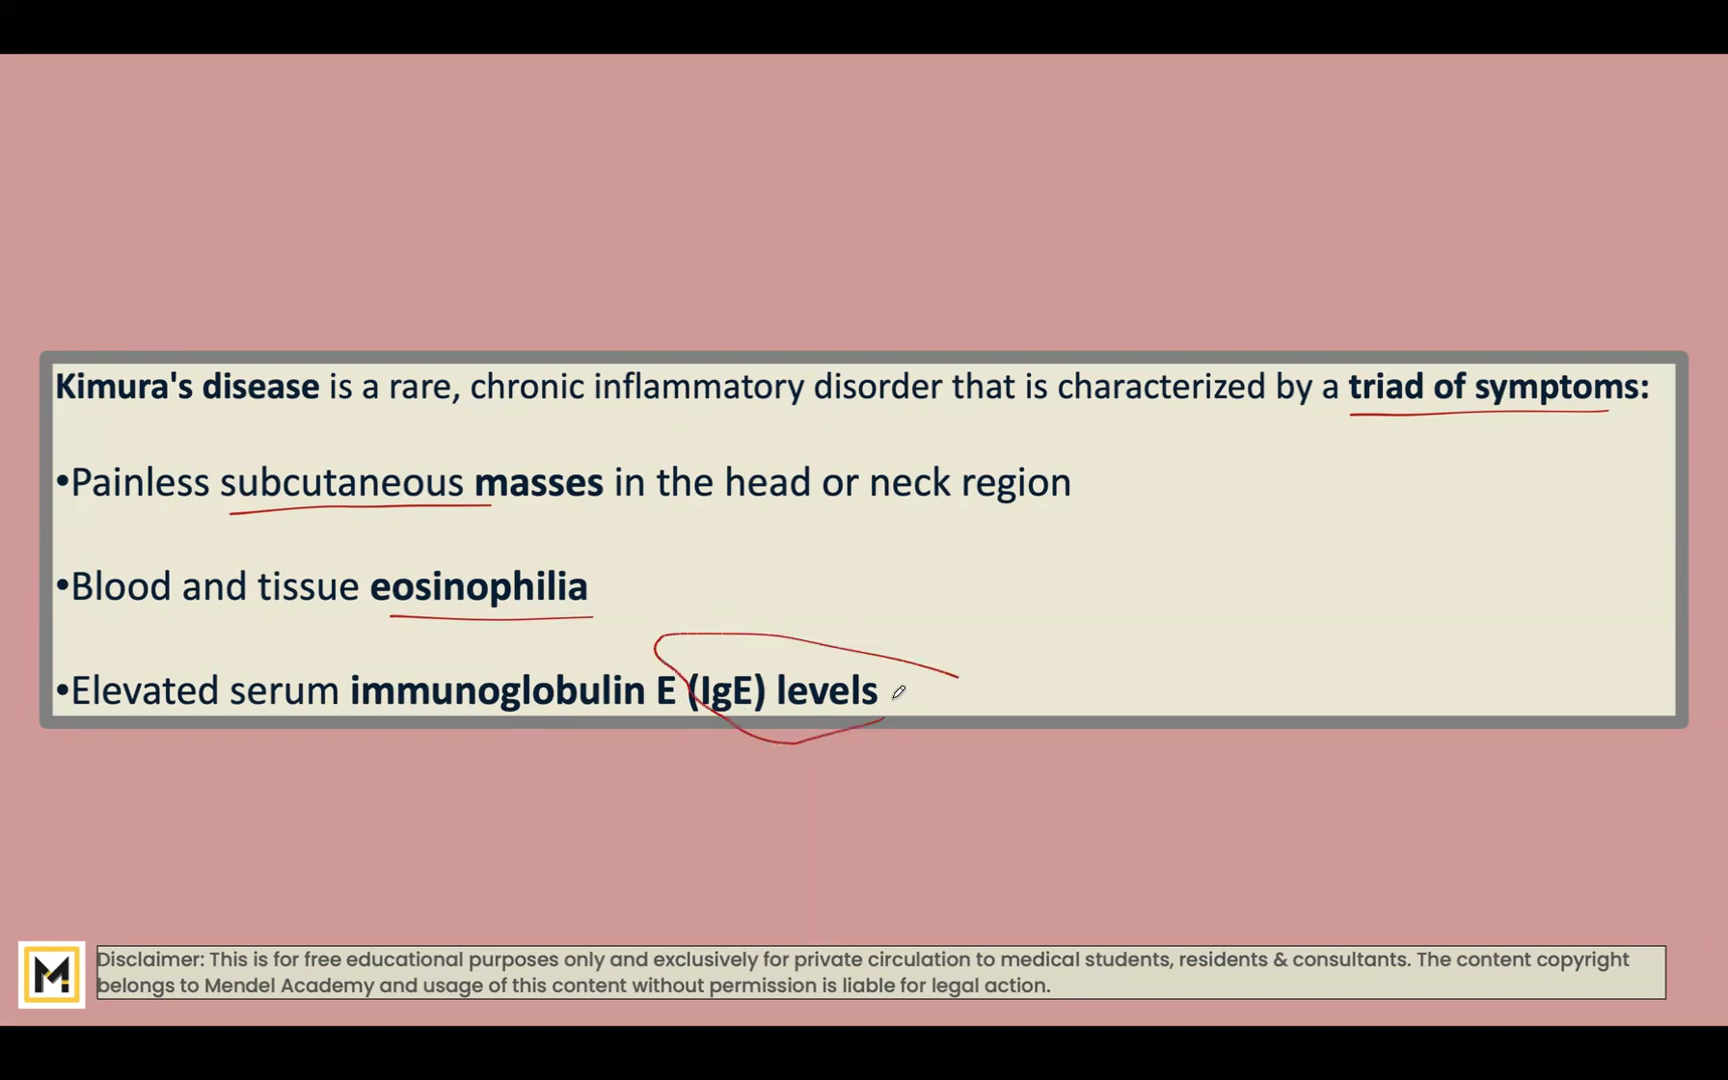 Kimura's disease is a rare, chronic inflammatory disorder that is characterized by a triad of symptoms:
•Painless subcutaneous masses in the head or neck region
•Blood and tissue eosinophilia
•Elevated serum immunoglobulin E (IgE) levels
M
Disclaimer: This is for free educational purposes only and exclusively for private circulation to medical students, residents & consultants. The content copyright
belongs to Mendel Academy and usage of this content without permission is liable for legal action.